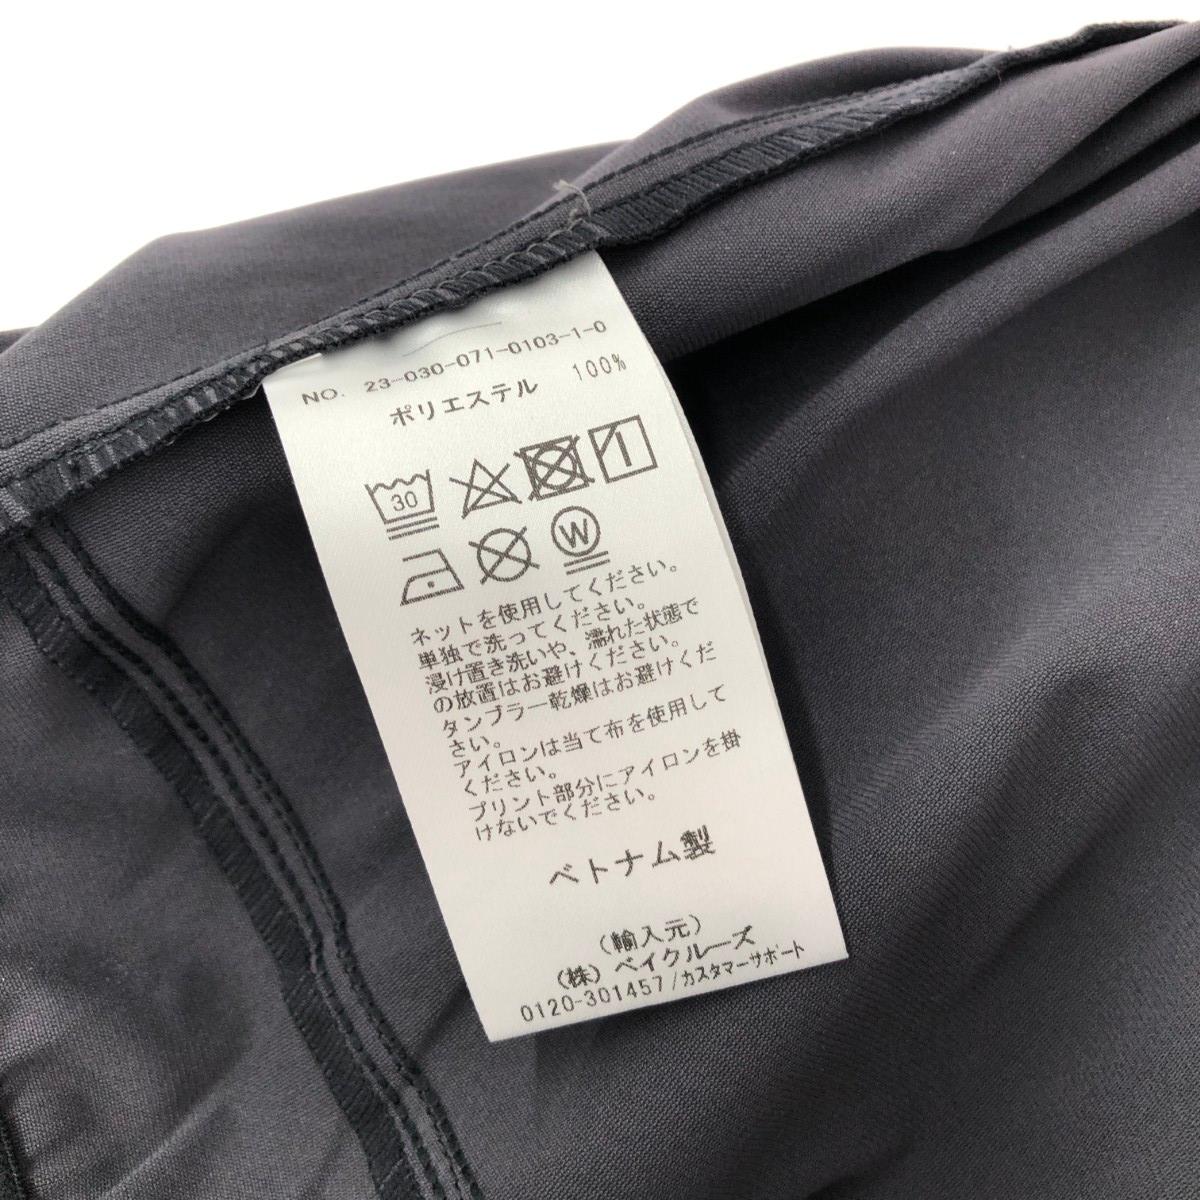 NO. 23-030-071-0103-1-0
ポリエステル 100%
30
W
ネットを使用してください。
単独で洗ってください。
浸け置き洗いや、濡れた状態で
の放置はお避けください。
タンブラー乾燥はお避けくだ
さい。
アイロンは当て布を使用して
ください。
プリント部分にアイロンを掛
けないでください。
ベトナム製
(輸入元)
(株) ベイクルーズ
0120-301457/カスタマーサポート